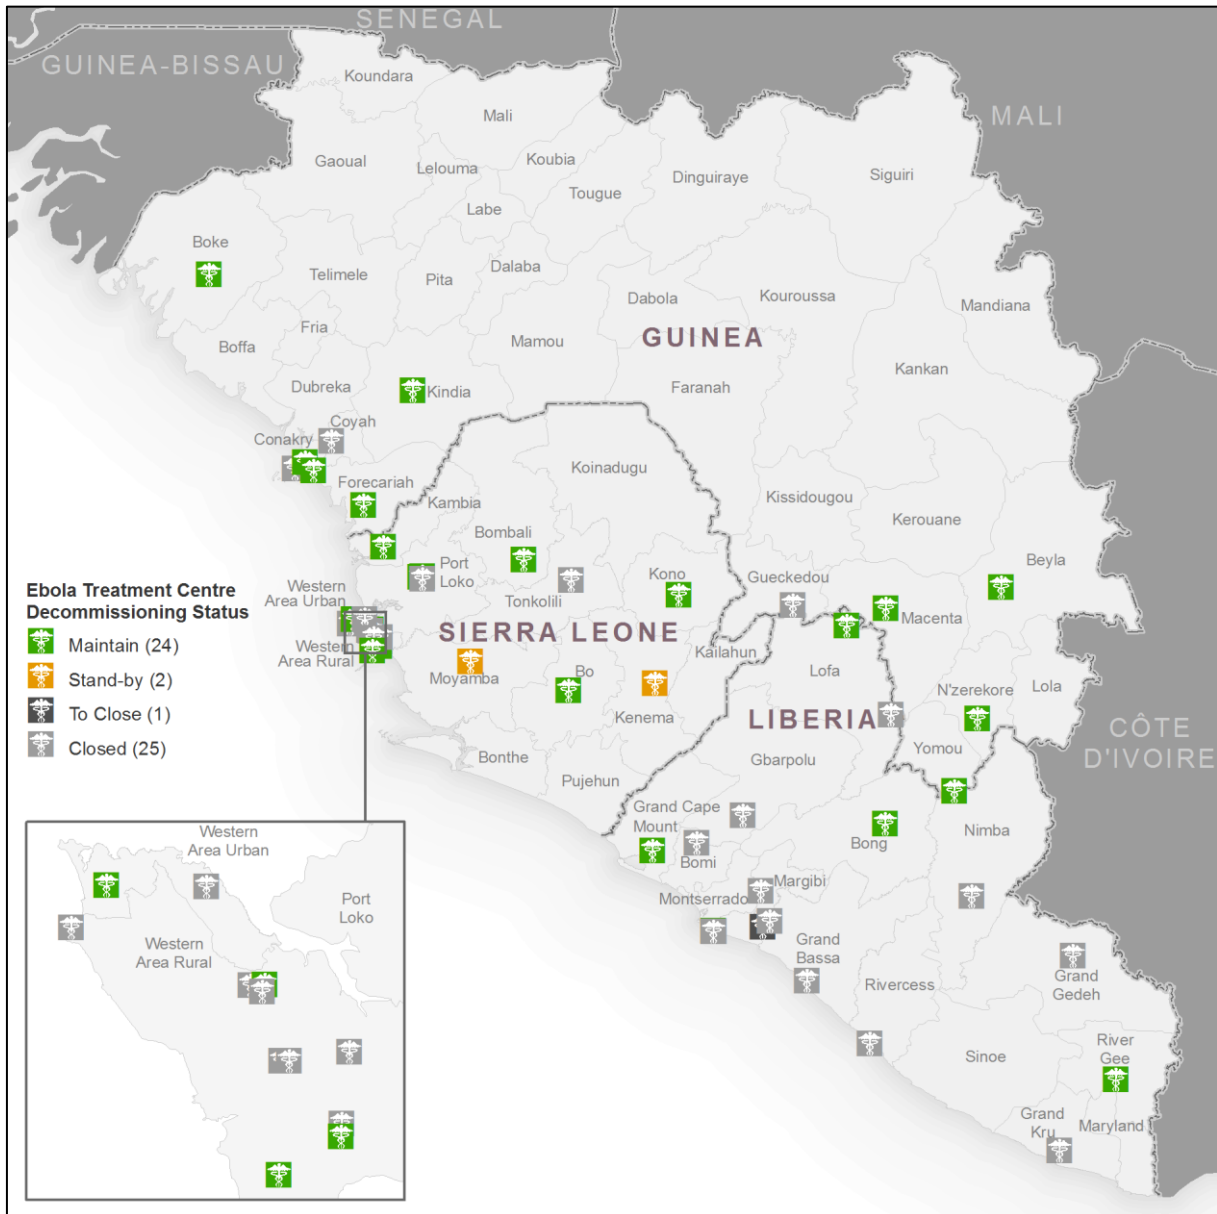 SENEGAL
GUINEA-BISSAU
MALI
Koundara
Mali
Gaoual
Lelouma
Koubia
Tougue
Dinguiraye
Siguiri
Labe
Boke
Telimele
Pita
Dalaba
Dabola
Kouroussa
Mandiana
Fria
Boffa
Mamou
GUINEA
Dubreka
Kindia
Faranah
Kankan
Coyah
Conakry
Koinadugu
Forecariah
Kambia
Kissidougou
Kerouane
Bombali
Beyla
Port
Loko
Kono
Gueckedou
Tonkolili
Macenta
Western
Area Urban
SIERRA LEONE
Western
Area Rural
Kailahun
Lofa
Moyamba
Bo
N'zerekore
Lola
Kenema
LIBERIA
CÔTE
D'IVOIRE
Yomou
Bonthe
Gbarpolu
Pujehun
Grand Cape
Mount
Nimba
Bong
Bomi
Margibi
Montserrado
Grand
Bassa
Rivercess
Grand
Gedeh
River
Gee
Sinoe
Grand
Kru
Maryland
Ebola Treatment Centre
Decommissioning Status
Maintain (24)
Stand-by (2)
To Close (1)
Closed (25)
Western
Area Urban
Port
Loko
Western
Area Rural